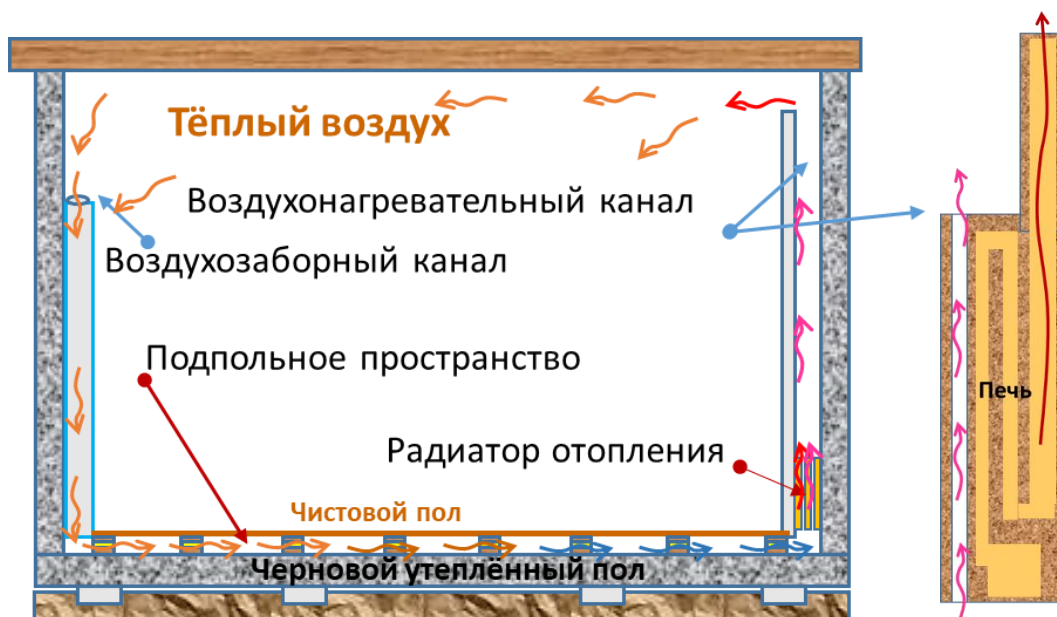 Тёплый воздух
Воздухонагревательный канал
Воздухозаборный канал
Подпольное пространство
Печь
Радиатор отопления
Чистовой пол
Черновой утеплённый пол